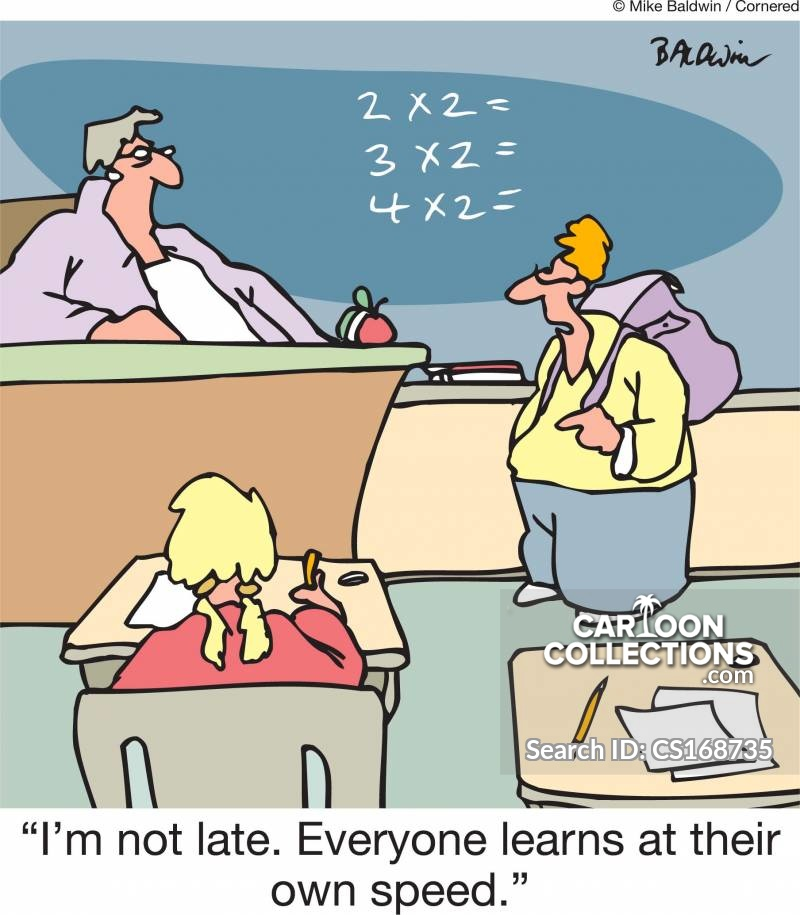 © Mike Baldwin / Cornered
BALDWin
2 x 2 =
3 x 2 =
4 x 2 =
CARTOON
COLLECTIONS
.com
Search ID: CS168735
“I’m not late. Everyone learns at their
own speed.”